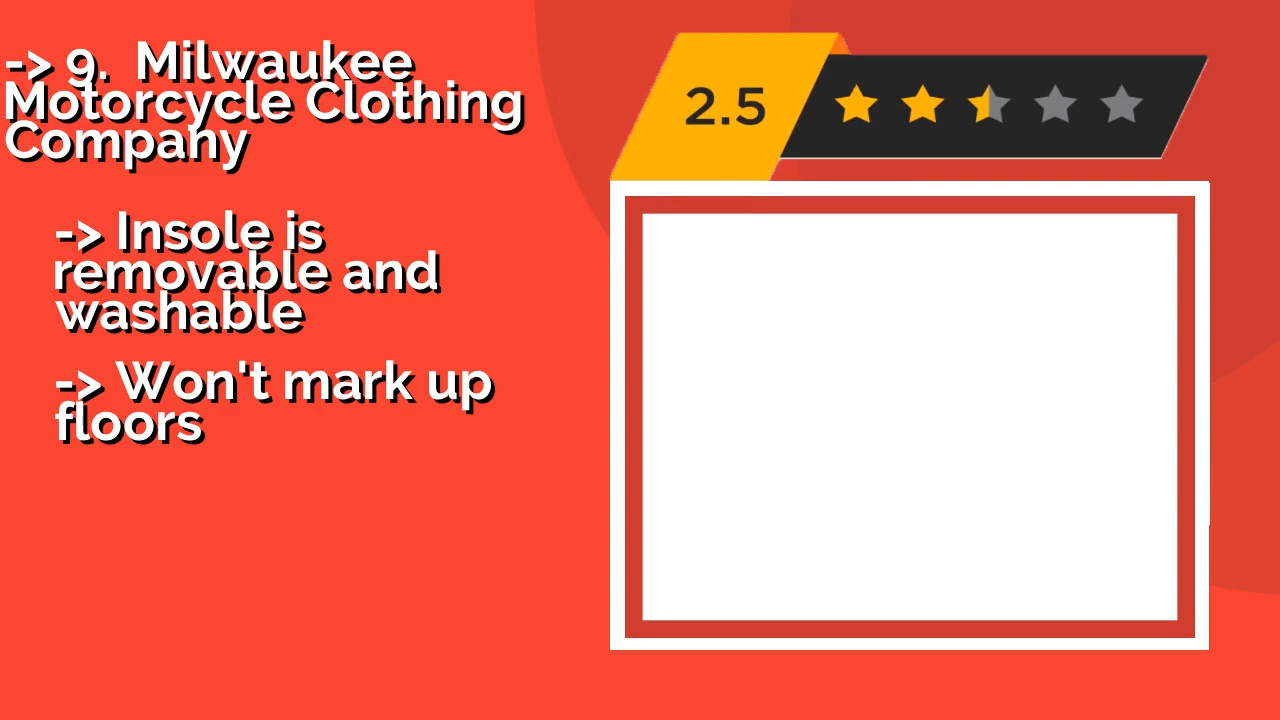 -> 9.  Milwaukee
Motorcycle Clothing
Company
-> Insole is
removable and
washable
-> Won't mark up
floors
2.5